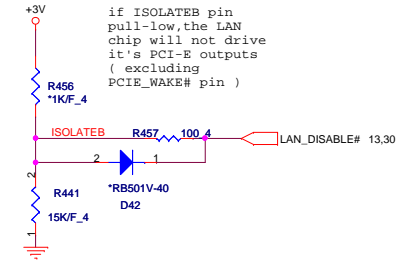 +3V
if ISOLATEB pin
pull-low,the LAN
chip will not drive
it's PCI-E outputs
( excluding
PCIE_WAKE# pin )
R456
*1K/F_4
ISOLATEB
R457
100_4
LAN_DISABLE# 13,30
2
1
2
R441
15K/F_4
1
*RB501V-40
D42